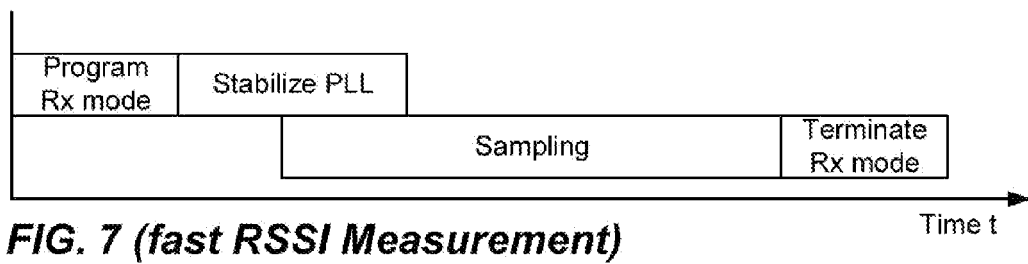 Program
Rx mode
Stabilize PLL
Sampling
Terminate
Rx mode
Time t
FIG. 7 (fast RSSI Measurement)